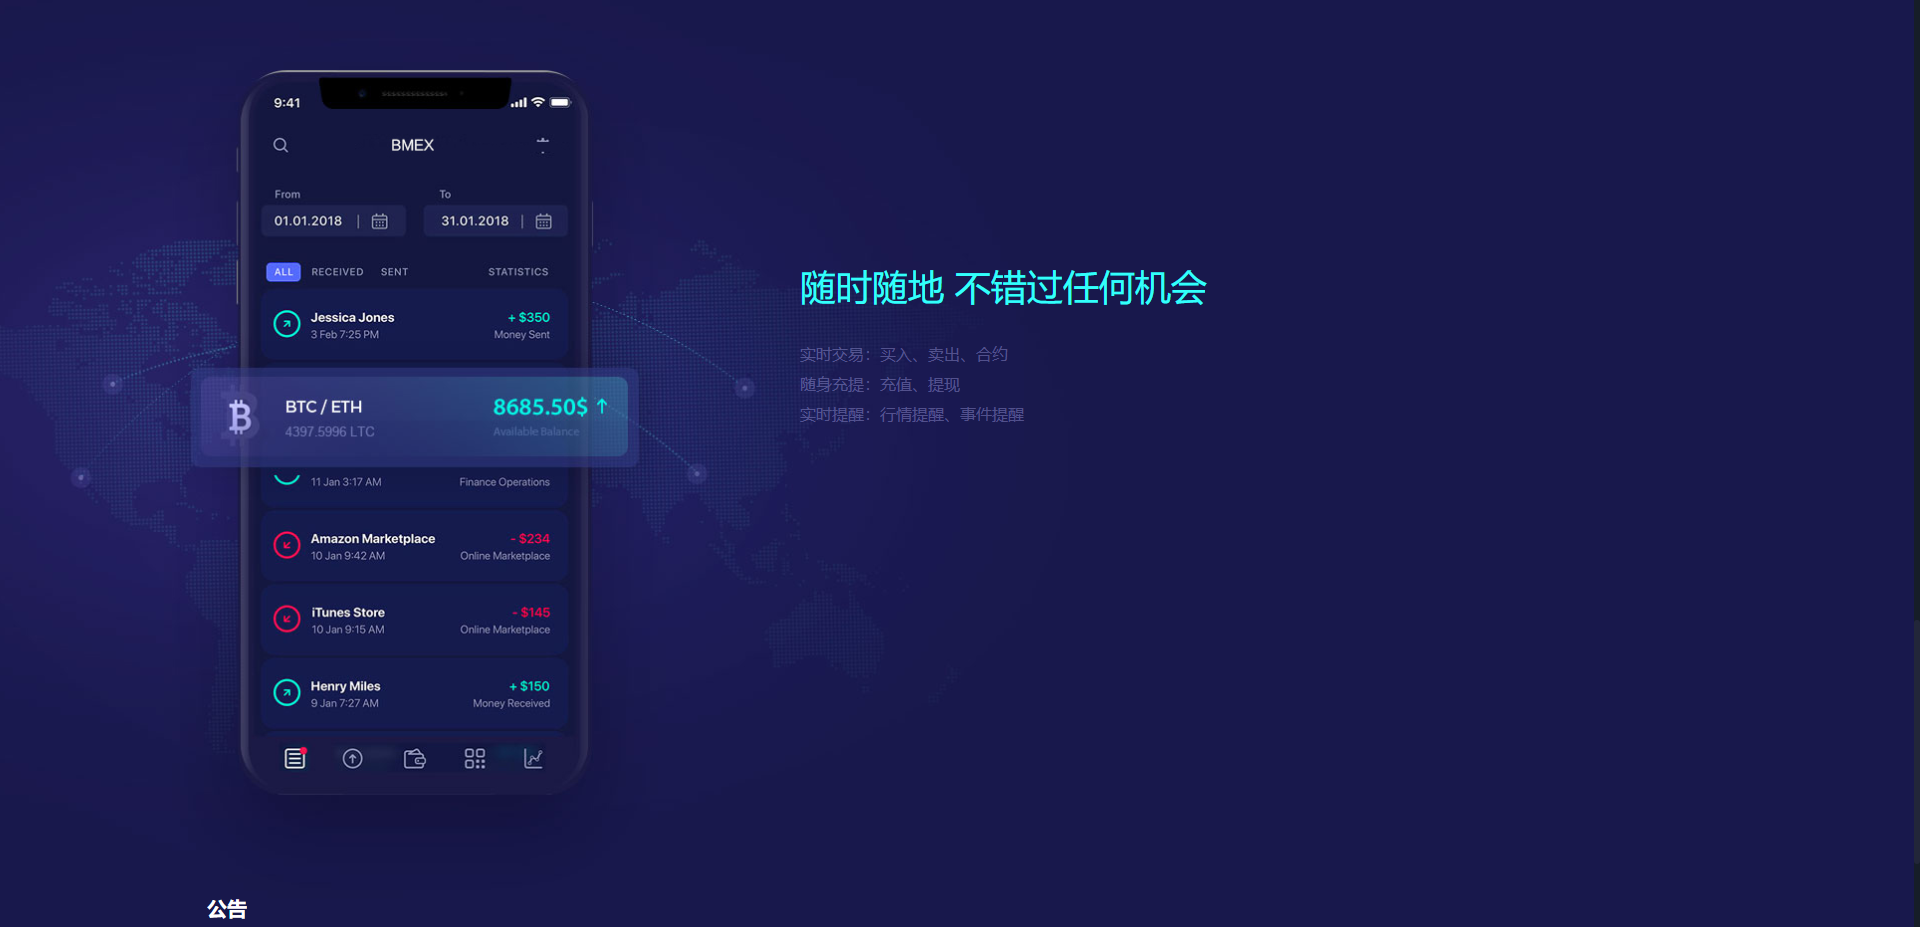 9:41
BMEX
From
To
01.01.2018 |
31.01.2018 |
ALL RECEIVED SENT STATISTICS
Jessica Jones + $350
3 Feb 7:25 PM Money Sent
BTC / ETH 8685.50$ ↑
4397.5996 LTC Available Balance
11 Jan 3:17 AM Finance Operations
Amazon Marketplace - $234
10 Jan 9:42 AM Online Marketplace
iTunes Store - $145
10 Jan 9:15 AM Online Marketplace
Henry Miles + $150
9 Jan 7:27 AM Money Received
随时随地 不错过任何机会
实时交易：买入、卖出、合约
随身充提：充值、提现
实时提醒：行情提醒、事件提醒
公告